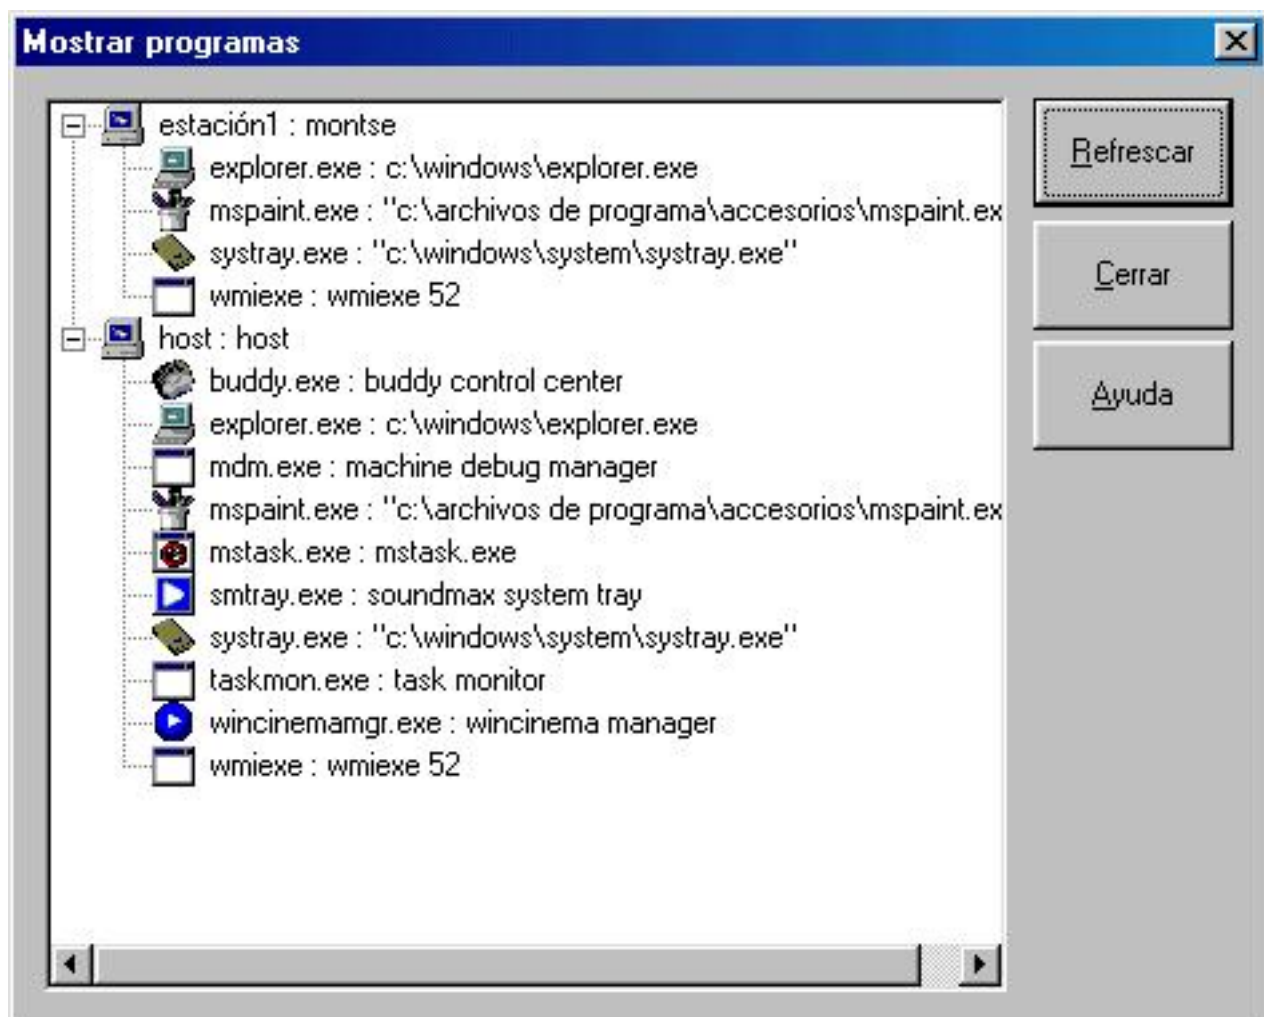 Mostrar programas
estación1 : montse
explorer.exe : c:\windows\explorer.exe
mspaint.exe : "c:\archivos de programa\accesorios\mspaint.ex
systray.exe : "c:\windows\system\systray.exe"
wmiexe : wmiexe 52
host : host
buddy.exe : buddy control center
explorer.exe : c:\windows\explorer.exe
mdm.exe : machine debug manager
mspaint.exe : "c:\archivos de programa\accesorios\mspaint.ex
mstask.exe : mstask.exe
smtray.exe : soundmax system tray
systray.exe : "c:\windows\system\systray.exe"
taskmon.exe : task monitor
wincinemamgr.exe : wincinema manager
wmiexe : wmiexe 52
Refrescar
Cerrar
Ayuda